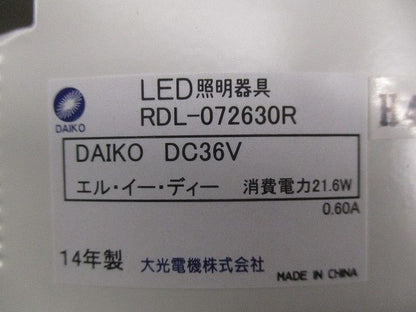 LED照明器具
DAIKO
RDL-072630R
DAIKO DC36V
エル・イー・ディー 消費電力21.6W
0.60A
14年製 大光電機株式会社
MADE IN CHINA